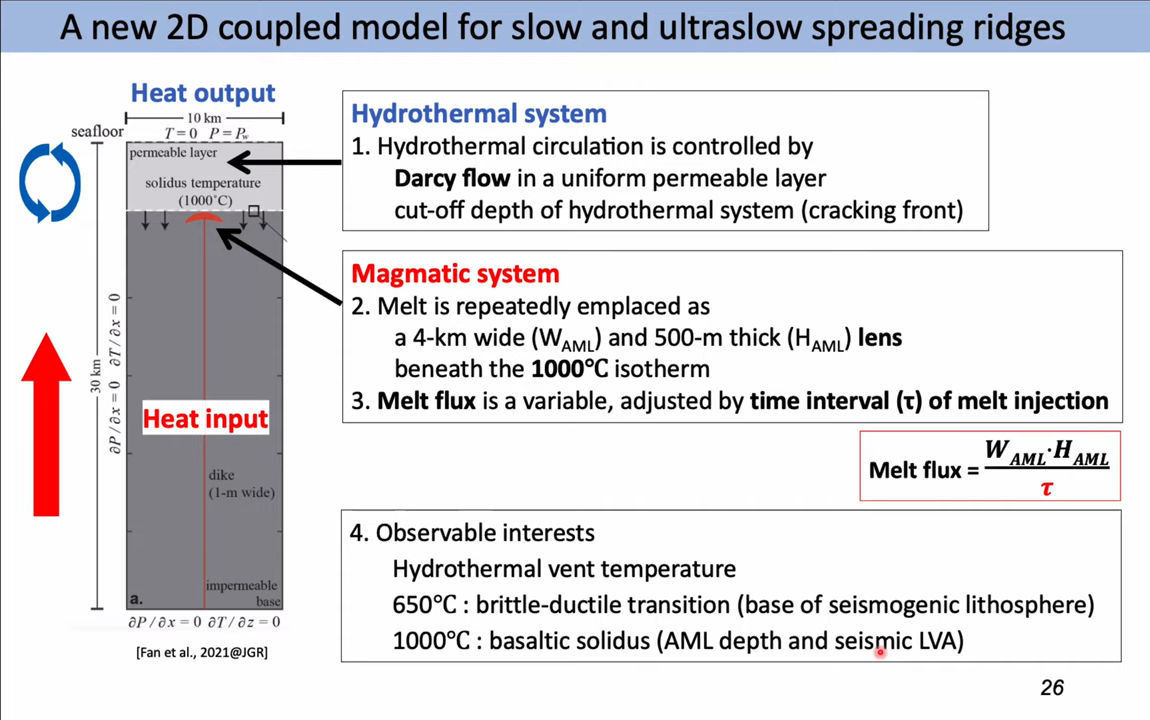 A new 2D coupled model for slow and ultraslow spreading ridges
Heat output
10 km
seafloor
T = 0 P = Pw
permeable layer
solidus temperature
(1000˚C)
30 km
∂P/∂x = 0 ∂T/∂x = 0
Heat input
dike
(1-m wide)
impermeable
base
a.
∂P/∂x = 0 ∂T/∂z = 0
[Fan et al., 2021@JGR]
Hydrothermal system
1. Hydrothermal circulation is controlled by
Darcy flow in a uniform permeable layer
cut-off depth of hydrothermal system (cracking front)
Magmatic system
2. Melt is repeatedly emplaced as
a 4-km wide (WAML) and 500-m thick (HAML) lens
beneath the 1000℃ isotherm
3. Melt flux is a variable, adjusted by time interval (τ) of melt injection
Melt flux = WAML·HAML
τ
4. Observable interests
Hydrothermal vent temperature
650℃ : brittle-ductile transition (base of seismogenic lithosphere)
1000℃ : basaltic solidus (AML depth and seismic LVA)
26